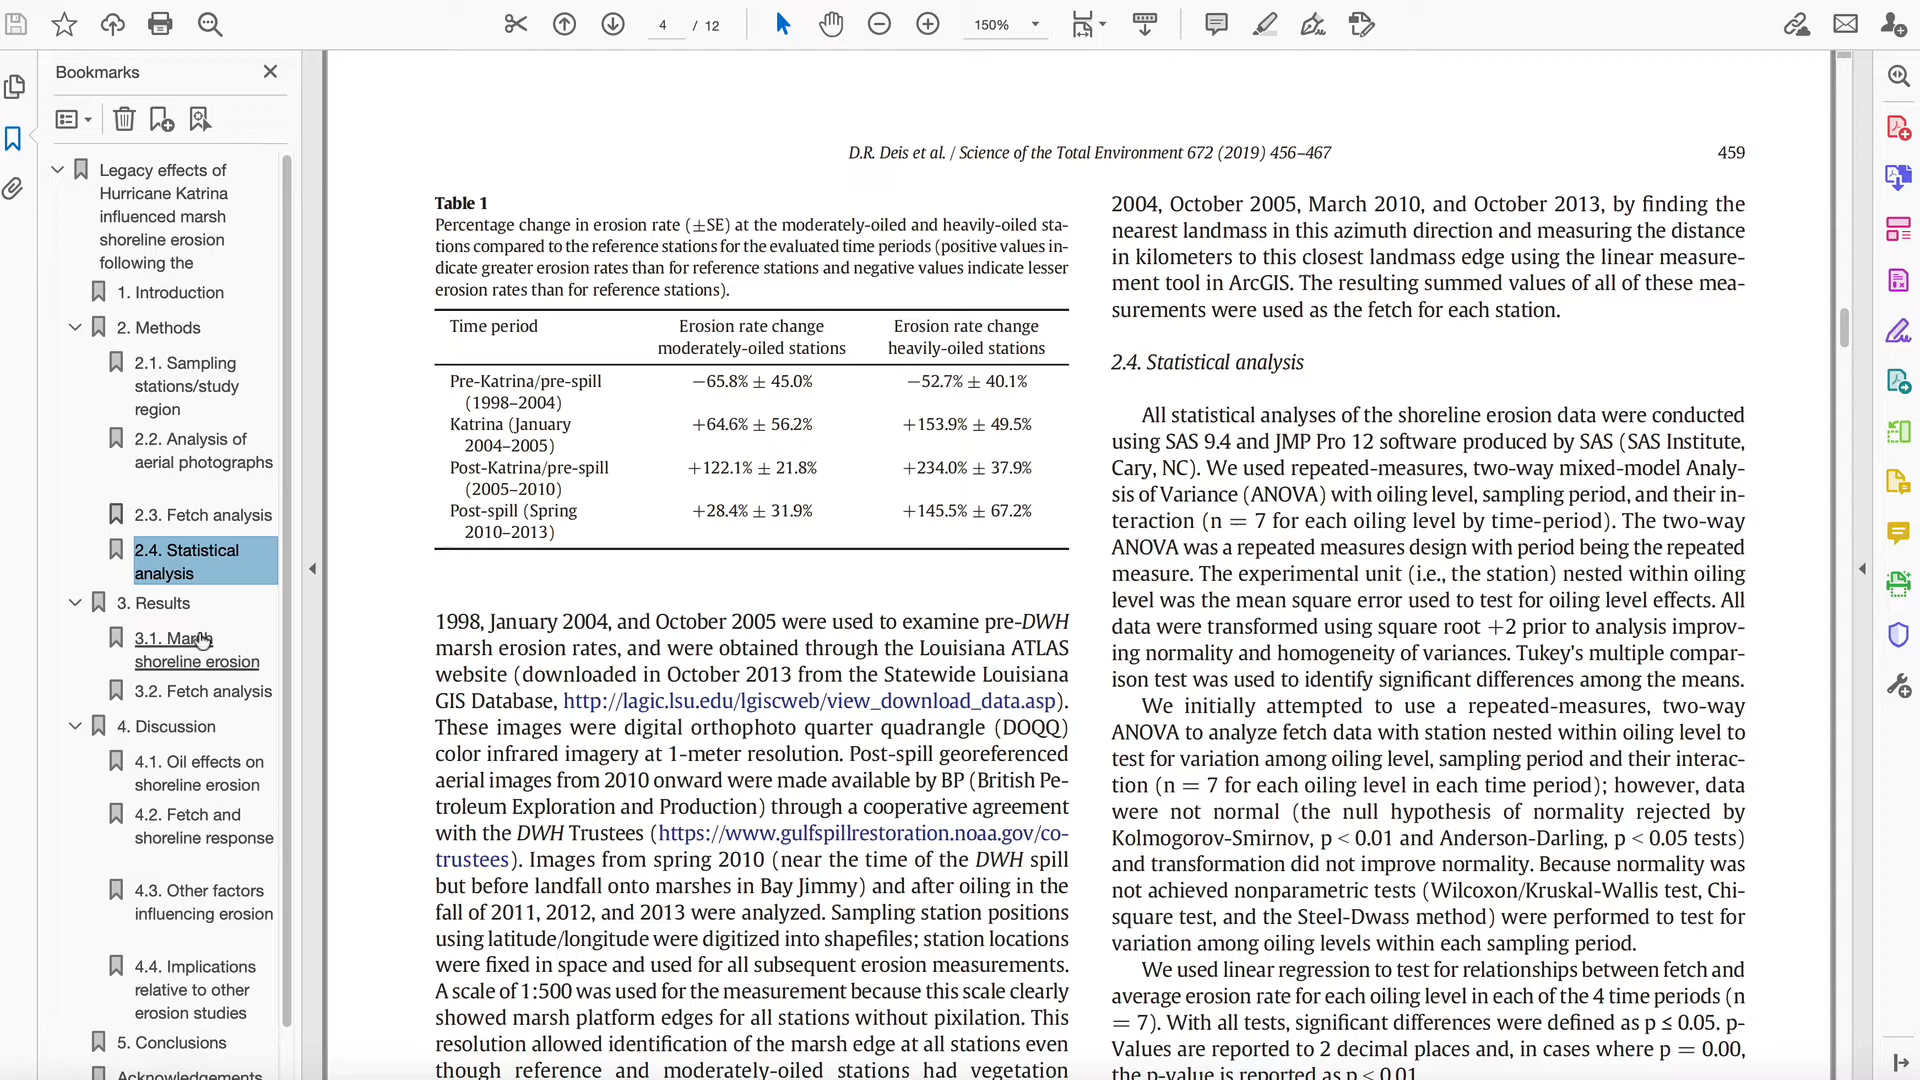 4 / 12
150%
Bookmarks
Legacy effects of
Hurricane Katrina
influenced marsh
shoreline erosion
following the
1. Introduction
2. Methods
2.1. Sampling
stations/study
region
2.2. Analysis of
aerial photographs
2.3. Fetch analysis
2.4. Statistical
analysis
3. Results
3.1. Marsh
shoreline erosion
3.2. Fetch analysis
4. Discussion
4.1. Oil effects on
shoreline erosion
4.2. Fetch and
shoreline response
4.3. Other factors
influencing erosion
4.4. Implications
relative to other
erosion studies
5. Conclusions
Acknowledgements
D.R. Deis et al. / Science of the Total Environment 672 (2019) 456–467
459
Table 1
Percentage change in erosion rate (±SE) at the moderately-oiled and heavily-oiled sta-
tions compared to the reference stations for the evaluated time periods (positive values in-
dicate greater erosion rates than for reference stations and negative values indicate lesser
erosion rates than for reference stations).
Time period Erosion rate change Erosion rate change
moderately-oiled stations heavily-oiled stations
Pre-Katrina/pre-spill −65.8% ± 45.0% −52.7% ± 40.1%
(1998–2004)
Katrina (January +64.6% ± 56.2% +153.9% ± 49.5%
2004–2005)
Post-Katrina/pre-spill +122.1% ± 21.8% +234.0% ± 37.9%
(2005–2010)
Post-spill (Spring +28.4% ± 31.9% +145.5% ± 67.2%
2010–2013)
1998, January 2004, and October 2005 were used to examine pre-DWH
marsh erosion rates, and were obtained through the Louisiana ATLAS
website (downloaded in October 2013 from the Statewide Louisiana
GIS Database, http://lagic.lsu.edu/lgiscweb/view_download_data.asp).
These images were digital orthophoto quarter quadrangle (DOQQ)
color infrared imagery at 1-meter resolution. Post-spill georeferenced
aerial images from 2010 onward were made available by BP (British Pe-
troleum Exploration and Production) through a cooperative agreement
with the DWH Trustees (https://www.gulfspillrestoration.noaa.gov/co-
trustees). Images from spring 2010 (near the time of the DWH spill
but before landfall onto marshes in Bay Jimmy) and after oiling in the
fall of 2011, 2012, and 2013 were analyzed. Sampling station positions
using latitude/longitude were digitized into shapefiles; station locations
were fixed in space and used for all subsequent erosion measurements.
A scale of 1:500 was used for the measurement because this scale clearly
showed marsh platform edges for all stations without pixilation. This
resolution allowed identification of the marsh edge at all stations even
though reference and moderately-oiled stations had vegetation
2004, October 2005, March 2010, and October 2013, by finding the
nearest landmass in this azimuth direction and measuring the distance
in kilometers to this closest landmass edge using the linear measure-
ment tool in ArcGIS. The resulting summed values of all of these mea-
surements were used as the fetch for each station.
2.4. Statistical analysis
All statistical analyses of the shoreline erosion data were conducted
using SAS 9.4 and JMP Pro 12 software produced by SAS (SAS Institute,
Cary, NC). We used repeated-measures, two-way mixed-model Analy-
sis of Variance (ANOVA) with oiling level, sampling period, and their in-
teraction (n = 7 for each oiling level by time-period). The two-way
ANOVA was a repeated measures design with period being the repeated
measure. The experimental unit (i.e., the station) nested within oiling
level was the mean square error used to test for oiling level effects. All
data were transformed using square root +2 prior to analysis improv-
ing normality and homogeneity of variances. Tukey's multiple compar-
ison test was used to identify significant differences among the means.
We initially attempted to use a repeated-measures, two-way
ANOVA to analyze fetch data with station nested within oiling level to
test for variation among oiling level, sampling period and their interac-
tion (n = 7 for each oiling level in each time period); however, data
were not normal (the null hypothesis of normality rejected by
Kolmogorov-Smirnov, p < 0.01 and Anderson-Darling, p < 0.05 tests)
and transformation did not improve normality. Because normality was
not achieved nonparametric tests (Wilcoxon/Kruskal-Wallis test, Chi-
square test, and the Steel-Dwass method) were performed to test for
variation among oiling levels within each sampling period.
We used linear regression to test for relationships between fetch and
average erosion rate for each oiling level in each of the 4 time periods (n
= 7). With all tests, significant differences were defined as p ≤ 0.05. p-
Values are reported to 2 decimal places and, in cases where p = 0.00,
the p-value is reported as p < 0.01